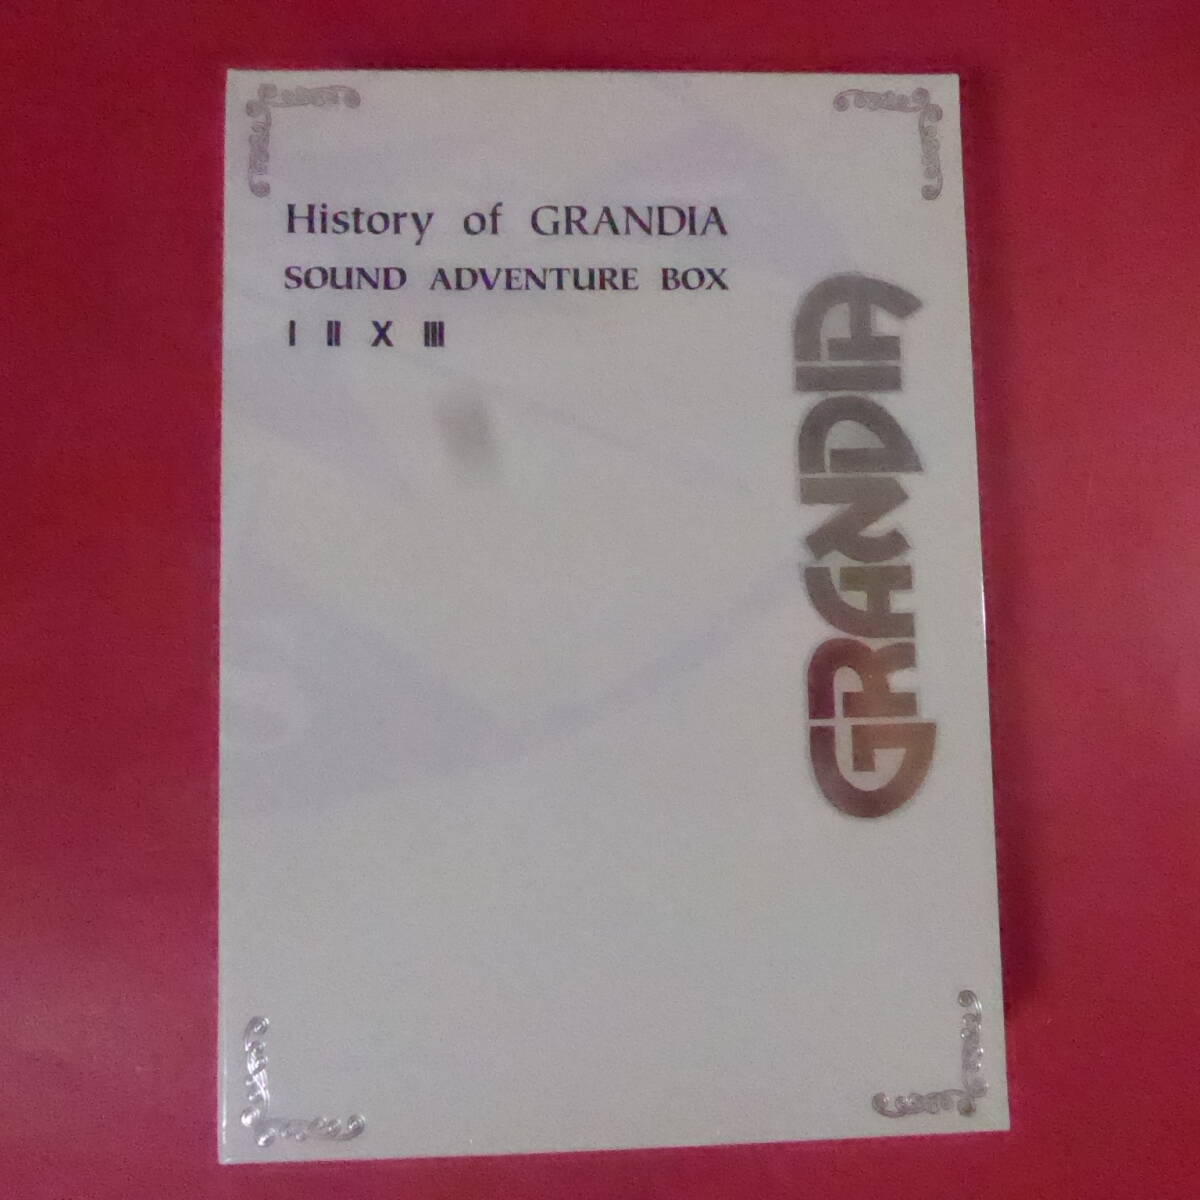 History of GRANDIA
SOUND ADVENTURE BOX
I II X III
GRANDIA